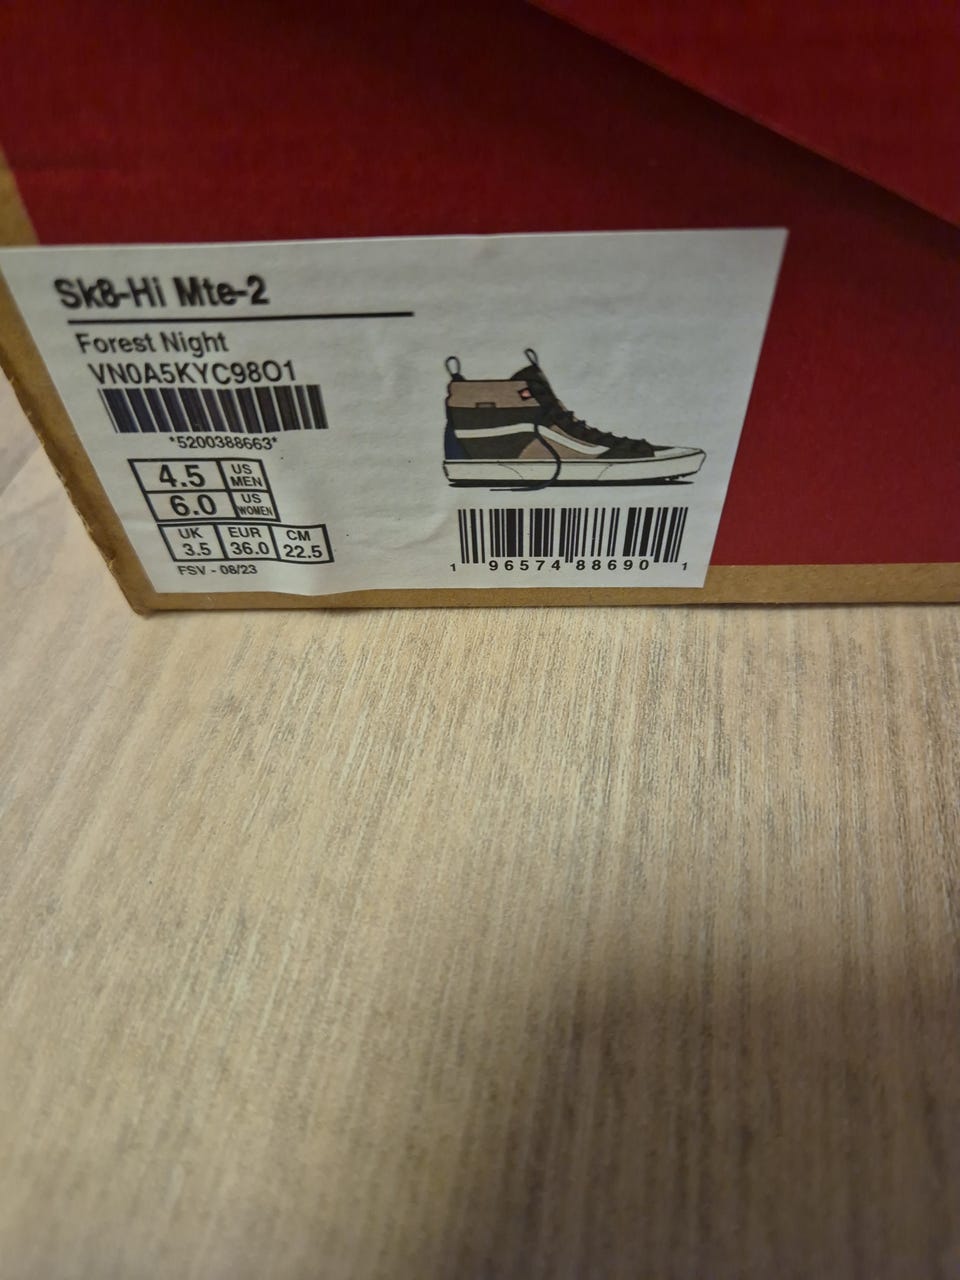 Sk8-Hi Mte-2
Forest Night
VN0A5KYC98O1
*5200388663*
4.5 US MEN
6.0 US WOMEN
UK 3.5 EUR 36.0 CM 22.5
FSV - 08/23
1 96574 88690 1